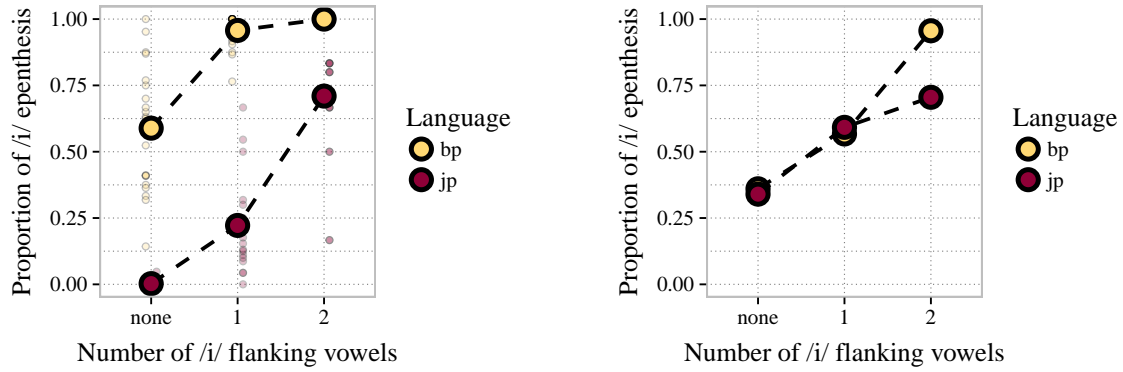 Proportion of /i/ epenthesis
1.00
0.75
0.50
0.25
0.00
none 1 2
Number of /i/ flanking vowels
Language
bp
jp
Proportion of /i/ epenthesis
1.00
0.75
0.50
0.25
0.00
none 1 2
Number of /i/ flanking vowels
Language
bp
jp